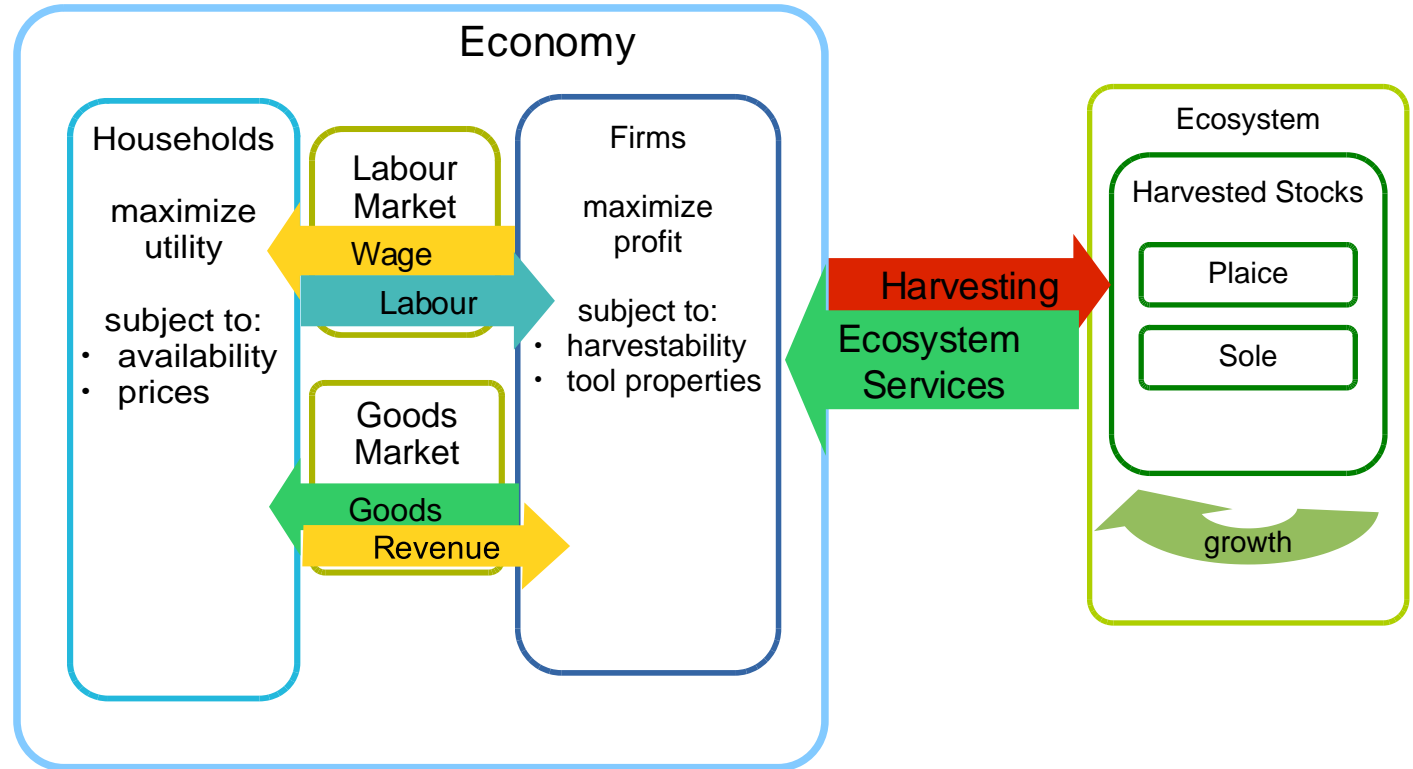 Economy
Households
maximize
utility
subject to:
• availability
• prices
Labour
Market
Wage
Labour
Goods
Market
Goods
Revenue
Firms
maximize
profit
subject to:
• harvestability
• tool properties
Harvesting
Ecosystem
Services
Ecosystem
Harvested Stocks
Plaice
Sole
growth